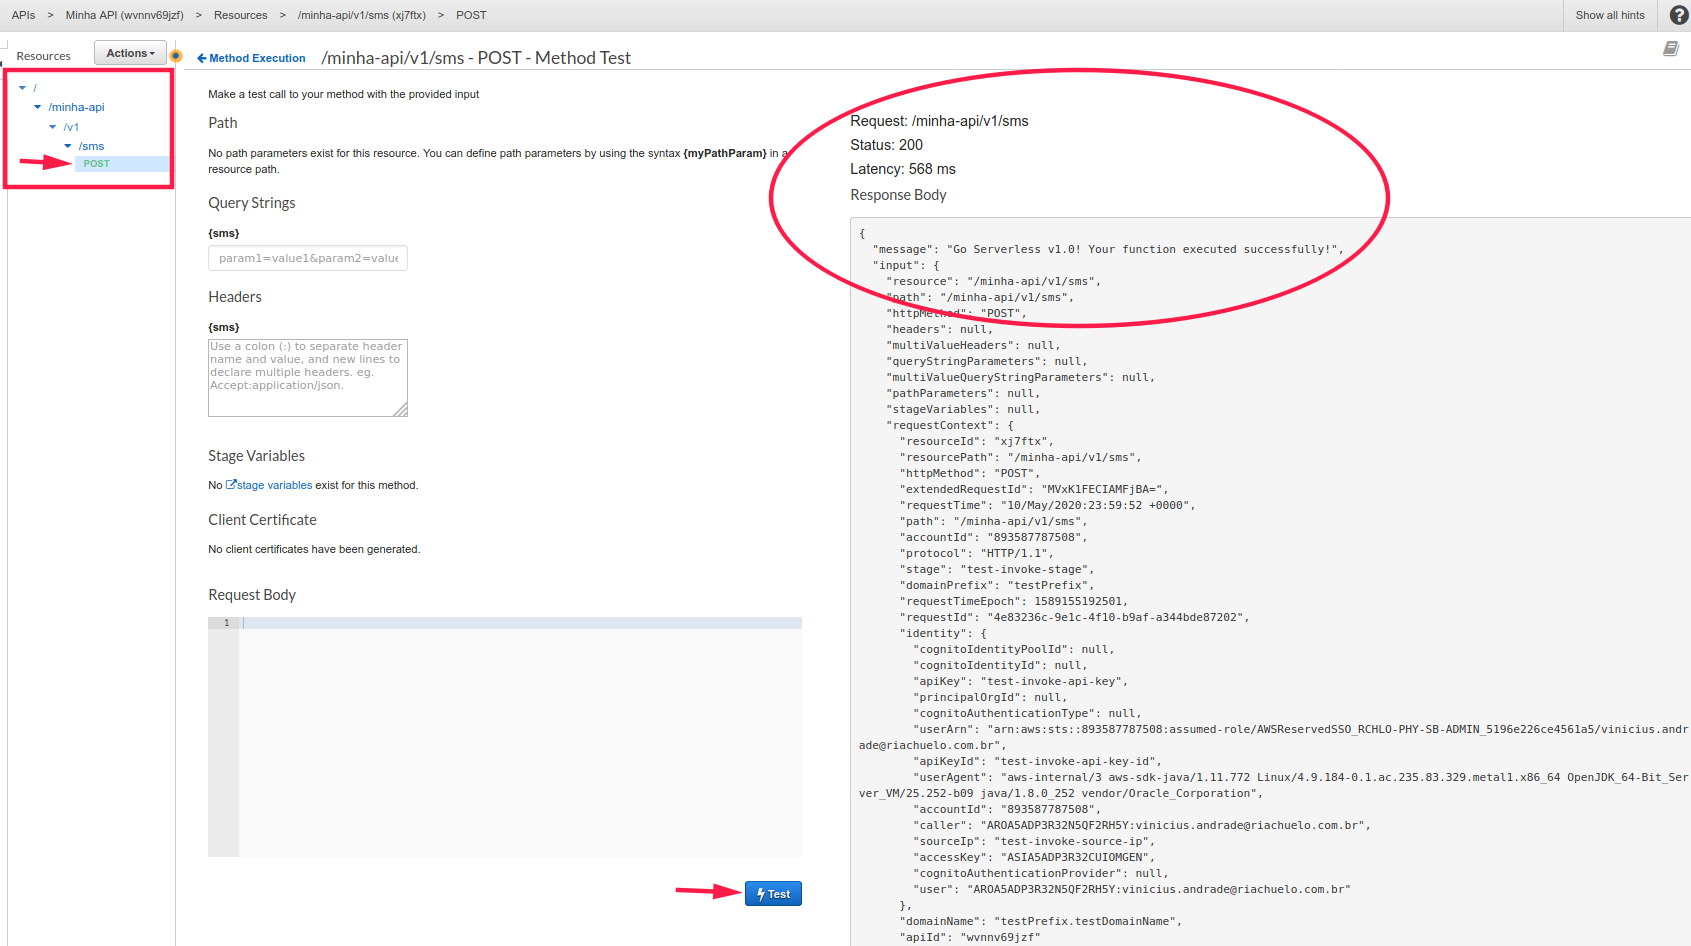 APIs > Minha API (wvnnv69jzf) > Resources > /minha-api/v1/sms (xj7ftx) > POST
Show all hints
Resources
Actions
Method Execution
/minha-api/v1/sms - POST - Method Test
/
/minha-api
/v1
/sms
POST
Make a test call to your method with the provided input
Path
No path parameters exist for this resource. You can define path parameters by using the syntax {myPathParam} in a
resource path.
Query Strings
{sms}
param1=value1&param2=value
Headers
{sms}
Use a colon (:) to separate header
name and value, and new lines to
declare multiple headers. eg.
Accept:application/json.
Stage Variables
No stage variables exist for this method.
Client Certificate
No client certificates have been generated.
Request Body
1
Test
Request: /minha-api/v1/sms
Status: 200
Latency: 568 ms
Response Body
{
"message": "Go Serverless v1.0! Your function executed successfully!",
"input": {
"resource": "/minha-api/v1/sms",
"path": "/minha-api/v1/sms",
"httpMethod": "POST",
"headers": null,
"multiValueHeaders": null,
"queryStringParameters": null,
"multiValueQueryStringParameters": null,
"pathParameters": null,
"stageVariables": null,
"requestContext": {
"resourceId": "xj7ftx",
"resourcePath": "/minha-api/v1/sms",
"httpMethod": "POST",
"extendedRequestId": "MVxK1FECIAMFjBA=",
"requestTime": "10/May/2020:23:59:52 +0000",
"path": "/minha-api/v1/sms",
"accountId": "893587787508",
"protocol": "HTTP/1.1",
"stage": "test-invoke-stage",
"domainPrefix": "testPrefix",
"requestTimeEpoch": 1589155192501,
"requestId": "4e83236c-9e1c-4f10-b9af-a344bde87202",
"identity": {
"cognitoIdentityPoolId": null,
"cognitoIdentityId": null,
"apiKey": "test-invoke-api-key",
"principalOrgId": null,
"cognitoAuthenticationType": null,
"userArn": "arn:aws:sts::893587787508:assumed-role/AWSReservedSSO_RCHLO-PHY-SB-ADMIN_5196e226ce4561a5/vinicius.andr
ade@riachuelo.com.br",
"apiKeyId": "test-invoke-api-key-id",
"userAgent": "aws-internal/3 aws-sdk-java/1.11.772 Linux/4.9.184-0.1.ac.235.83.329.metal1.x86_64 OpenJDK_64-Bit_Ser
ver_VM/25.252-b09 java/1.8.0_252 vendor/Oracle_Corporation",
"accountId": "893587787508",
"caller": "AROA5ADP3R32N5QF2RH5Y:vinicius.andrade@riachuelo.com.br",
"sourceIp": "test-invoke-source-ip",
"accessKey": "ASIA5ADP3R32CUIOMGEN",
"cognitoAuthenticationProvider": null,
"user": "AROA5ADP3R32N5QF2RH5Y:vinicius.andrade@riachuelo.com.br"
},
"domainName": "testPrefix.testDomainName",
"apiId": "wvnnv69jzf"